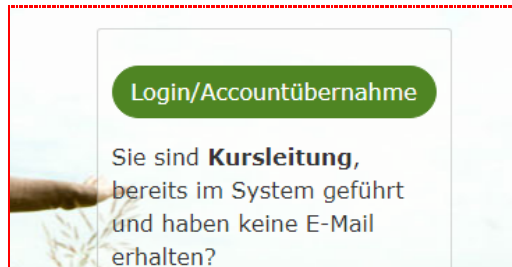 Login/Accountübernahme
Sie sind Kursleitung,
bereits im System geführt
und haben keine E-Mail
erhalten?